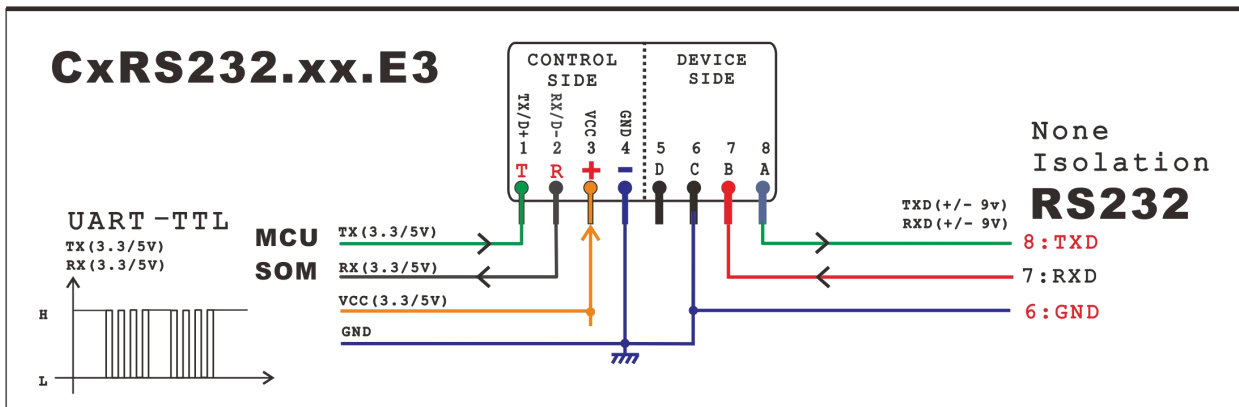 CxRS232.xx.E3
CONTROL SIDE
DEVICE SIDE
TX/D+
RX/D-
VCC
GND
1 2 3 4 5 6 7 8
T R + - D C B A
None
Isolation
RS232
TXD(+/- 9v)
RXD(+/- 9V)
8:TXD
7:RXD
6:GND
UART-TTL
TX(3.3/5V)
RX(3.3/5V)
H
L
MCU
SOM
TX(3.3/5V)
RX(3.3/5V)
VCC(3.3/5V)
GND